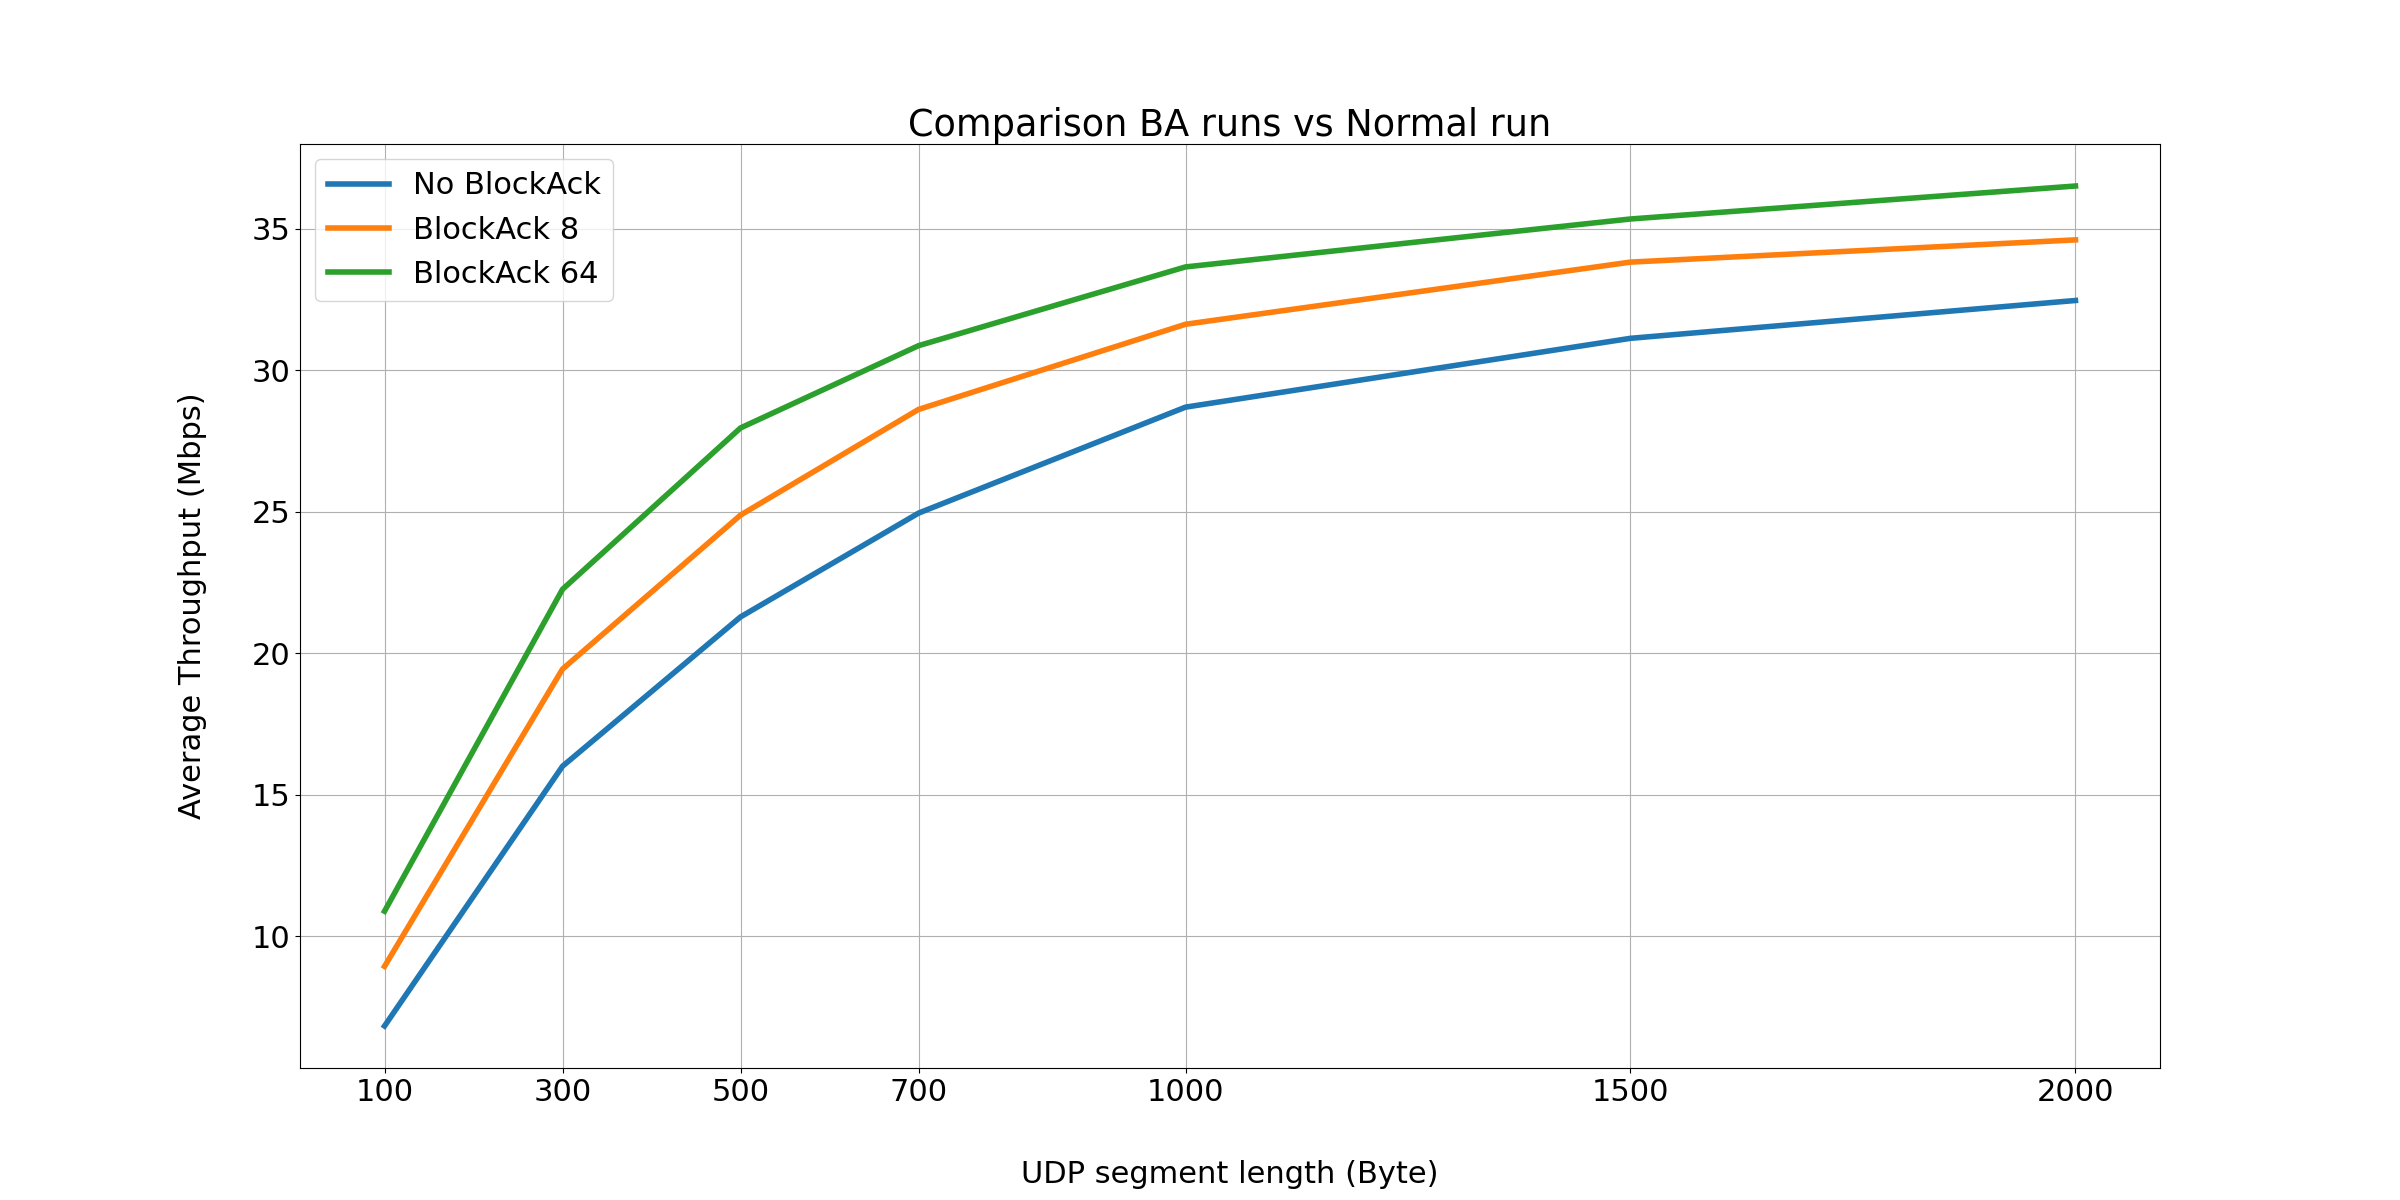 Comparison BA runs vs Normal run
No BlockAck
BlockAck 8
BlockAck 64
Average Throughput (Mbps)
35
30
25
20
15
10
100 300 500 700 1000 1500 2000
UDP segment length (Byte)